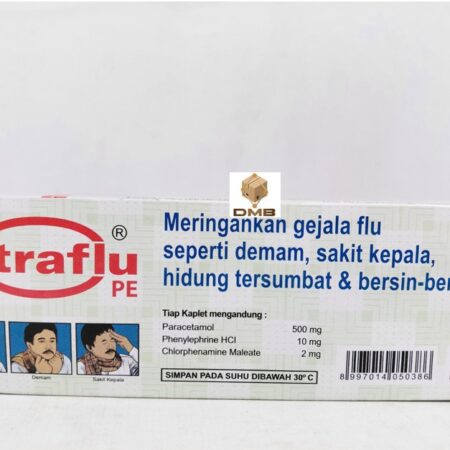 DMB
traflu®
PE
Meringankan gejala flu
seperti demam, sakit kepala,
hidung tersumbat & bersin-ber
Tiap Kaplet mengandung :
Paracetamol 500 mg
Phenylephrine HCl 10 mg
Chlorphenamine Maleate 2 mg
SIMPAN PADA SUHU DIBAWAH 30° C
Demam
Sakit Kepala
8 997014 050386